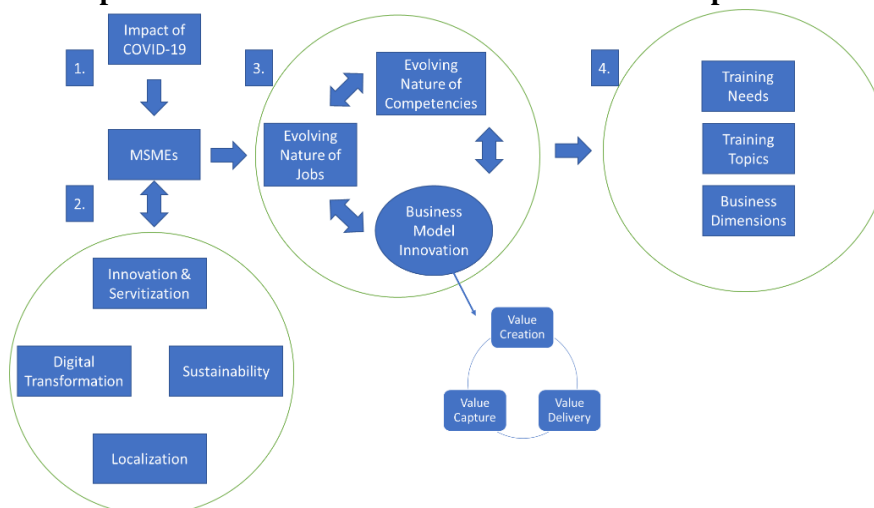 Impact of
COVID-19
1.
MSMEs
2.
Innovation &
Servitization
Digital
Transformation
Sustainability
Localization
3.
Evolving
Nature of
Competencies
Evolving
Nature of
Jobs
Business
Model
Innovation
Value
Creation
Value
Capture
Value
Delivery
4.
Training
Needs
Training
Topics
Business
Dimensions